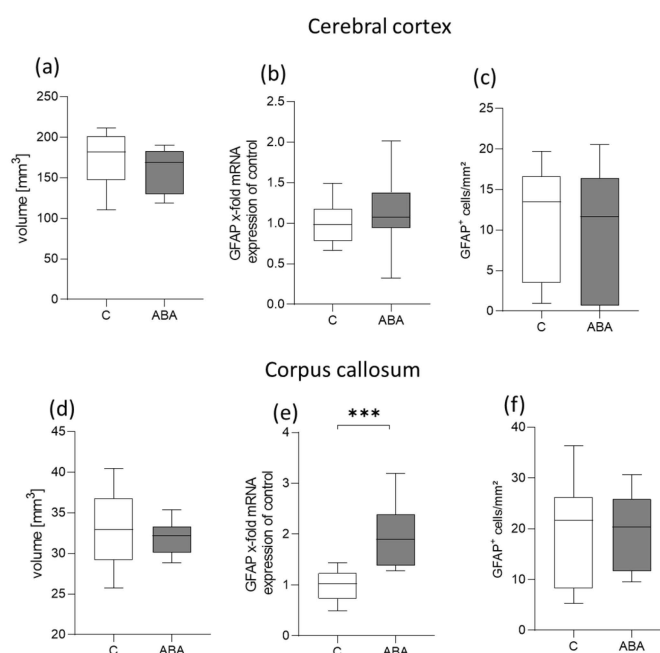 Cerebral cortex
(a)
volume [mm³]
250
200
150
100
50
0
C
ABA
(b)
GFAP x-fold mRNA
expression of control
2.5
2.0
1.5
1.0
0.5
0.0
C
ABA
(c)
GFAP⁺ cells/mm²
25
20
15
10
5
0
C
ABA
Corpus callosum
(d)
volume [mm³]
45
40
35
30
25
20
C
ABA
(e)
***
GFAP x-fold mRNA
expression of control
4
3
2
1
0
C
ABA
(f)
GFAP⁺ cells/mm²
40
30
20
10
0
C
ABA